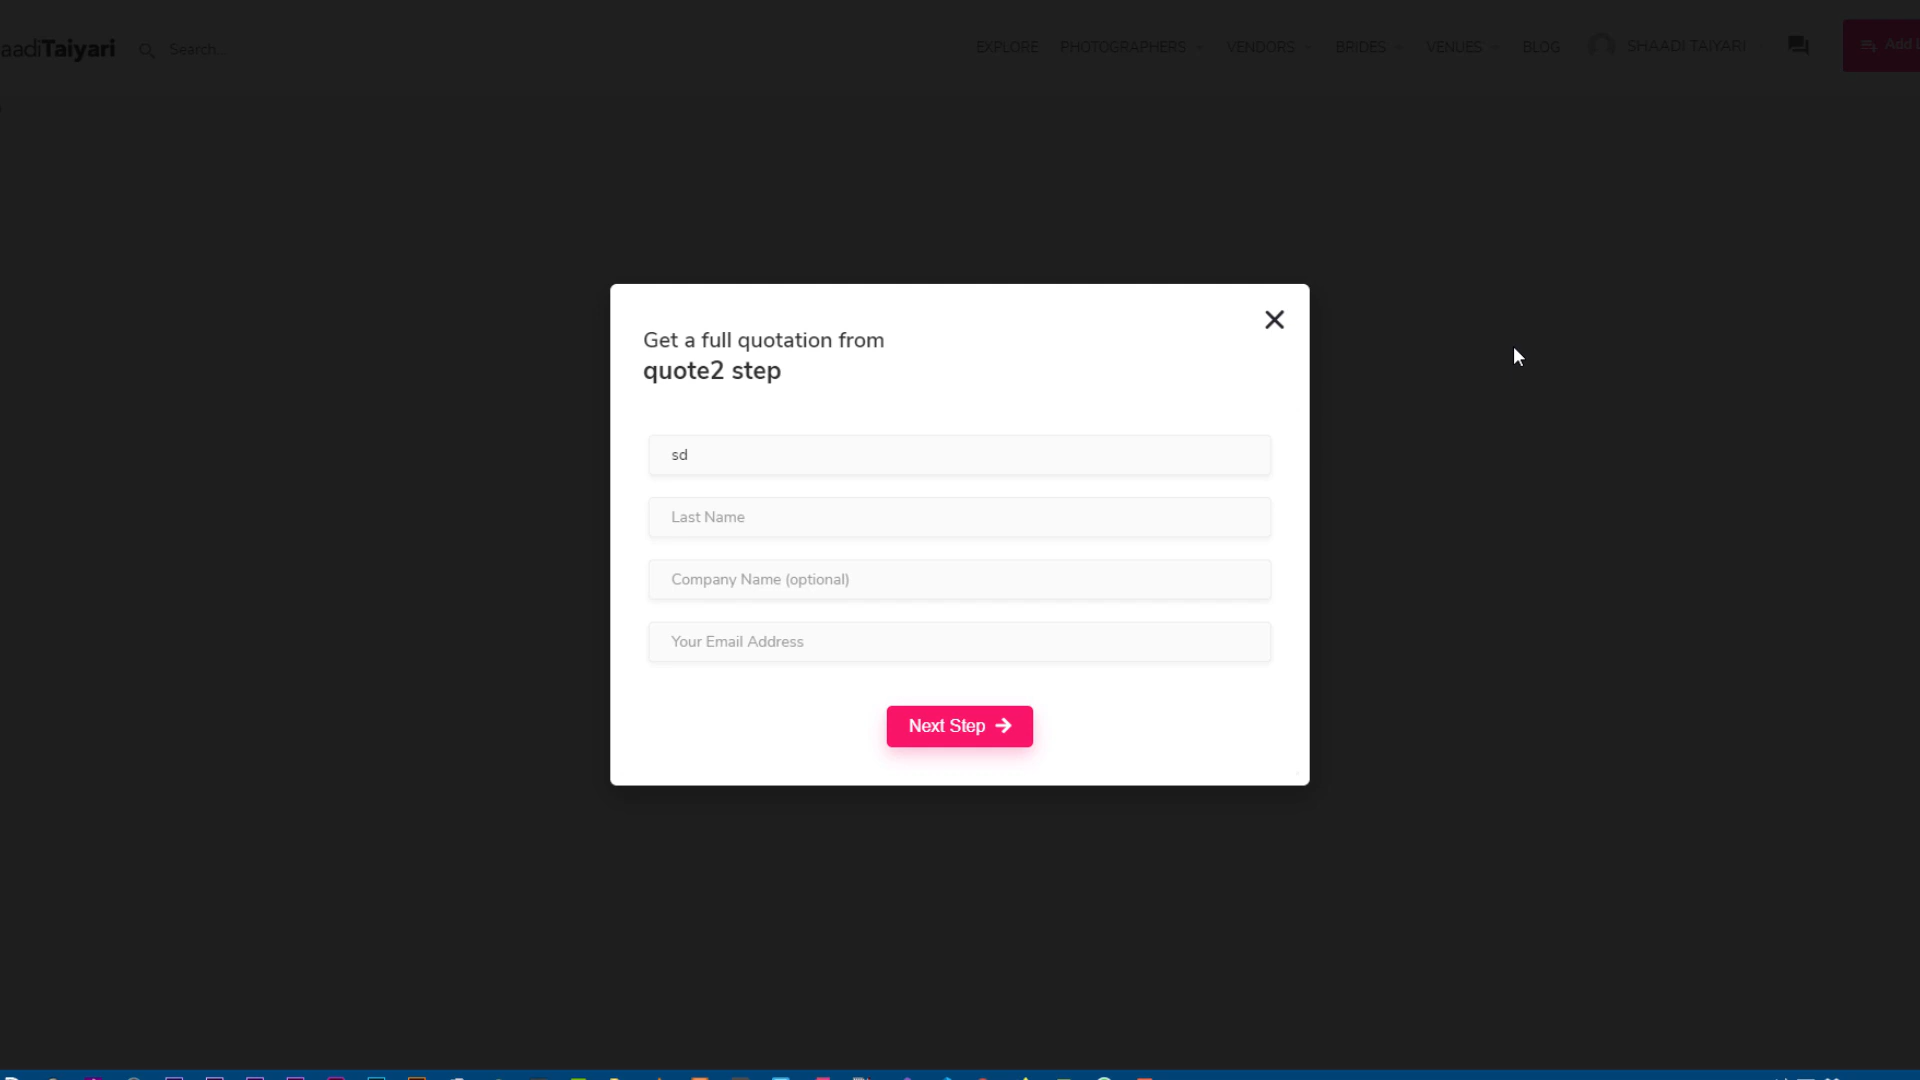 aadiTaiyari
Search...
EXPLORE PHOTOGRAPHERS VENDORS BRIDES VENUES BLOG SHAADI TAIYARI Add
Get a full quotation from
quote2 step
sd
Last Name
Company Name (optional)
Your Email Address
Next Step